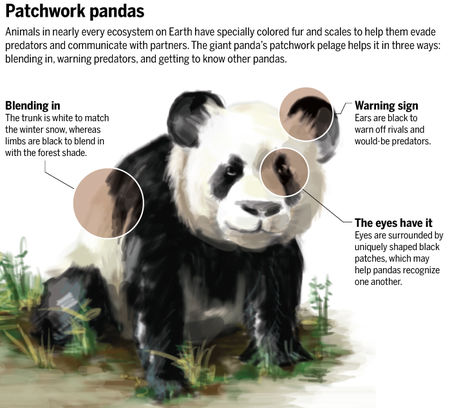 Patchwork pandas
Animals in nearly every ecosystem on Earth have specially colored fur and scales to help them evade
predators and communicate with partners. The giant panda's patchwork pelage helps it in three ways:
blending in, warning predators, and getting to know other pandas.
Blending in
The trunk is white to match
the winter snow, whereas
limbs are black to blend in
with the forest shade.
Warning sign
Ears are black to
warn off rivals and
would-be predators.
The eyes have it
Eyes are surrounded by
uniquely shaped black
patches, which may
help pandas recognize
one another.